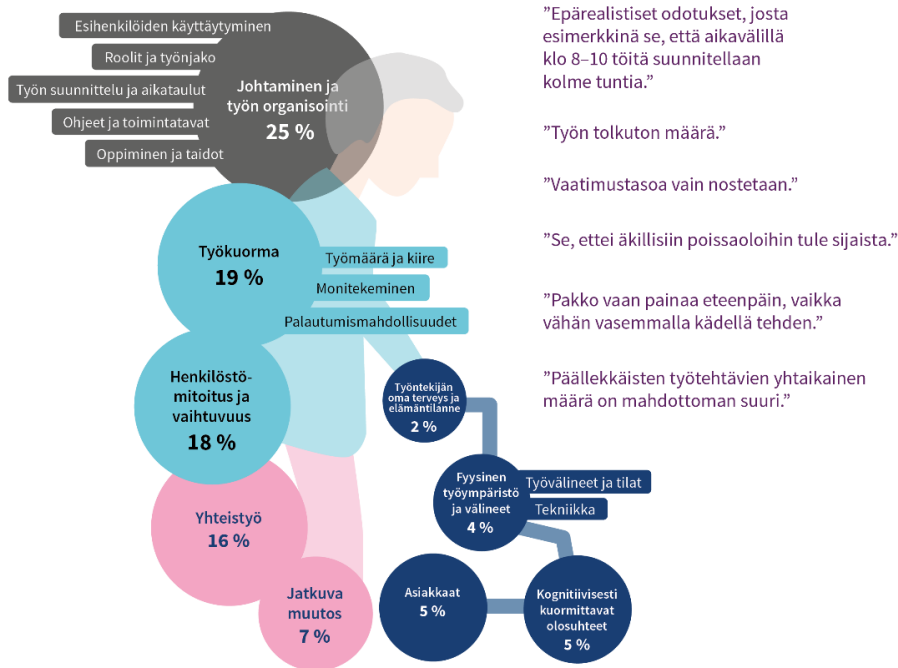 Esihenkilöiden käyttäytyminen
Roolit ja työnjako
Työn suunnittelu ja aikataulut
Ohjeet ja toimintatavat
Oppiminen ja taidot
Johtaminen ja
työn organisointi
25 %
Työkuorma
19 %
Työmäärä ja kiire
Monitekeminen
Palautumismahdollisuudet
Henkilöstö-
mitoitus ja
vaihtuvuus
18 %
Yhteistyö
16 %
Jatkuva
muutos
7 %
Työntekijän
oma terveys ja
elämäntilanne
2 %
Fyysinen
työympäristö
ja välineet
4 %
Työvälineet ja tilat
Tekniikka
Asiakkaat
5 %
Kognitiivisesti
kuormittavat
olosuhteet
5 %
”Epärealistiset odotukset, josta
esimerkkinä se, että aikavälillä
klo 8–10 töitä suunnitellaan
kolme tuntia.”
”Työn tolkuton määrä.”
”Vaatimustasoa vain nostetaan.”
”Se, ettei äkillisiin poissaoloihin tule sijaista.”
”Pakko vaan painaa eteenpäin, vaikka
vähän vasemmalla kädellä tehden.”
”Päällekkäisten työtehtävien yhtaikainen
määrä on mahdottoman suuri.”